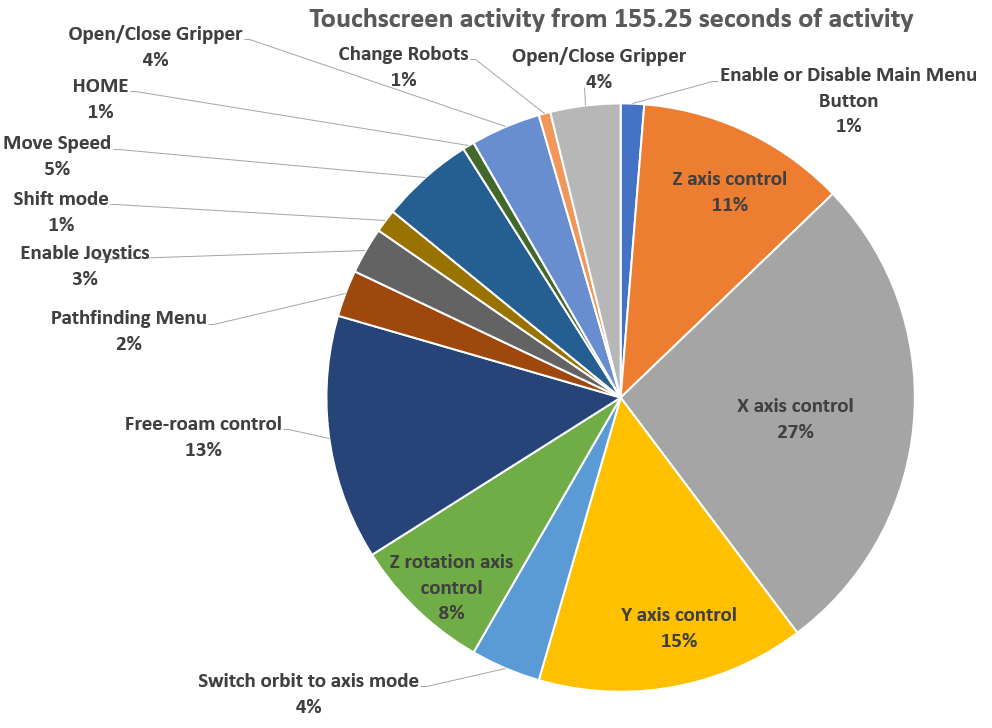 Touchscreen activity from 155.25 seconds of activity
Open/Close Gripper
4%
Change Robots
1%
Open/Close Gripper
4%
Enable or Disable Main Menu
Button
1%
HOME
1%
Move Speed
5%
Shift mode
1%
Enable Joystics
3%
Pathfinding Menu
2%
Free-roam control
13%
Z axis control
11%
X axis control
27%
Y axis control
15%
Z rotation axis
control
8%
Switch orbit to axis mode
4%